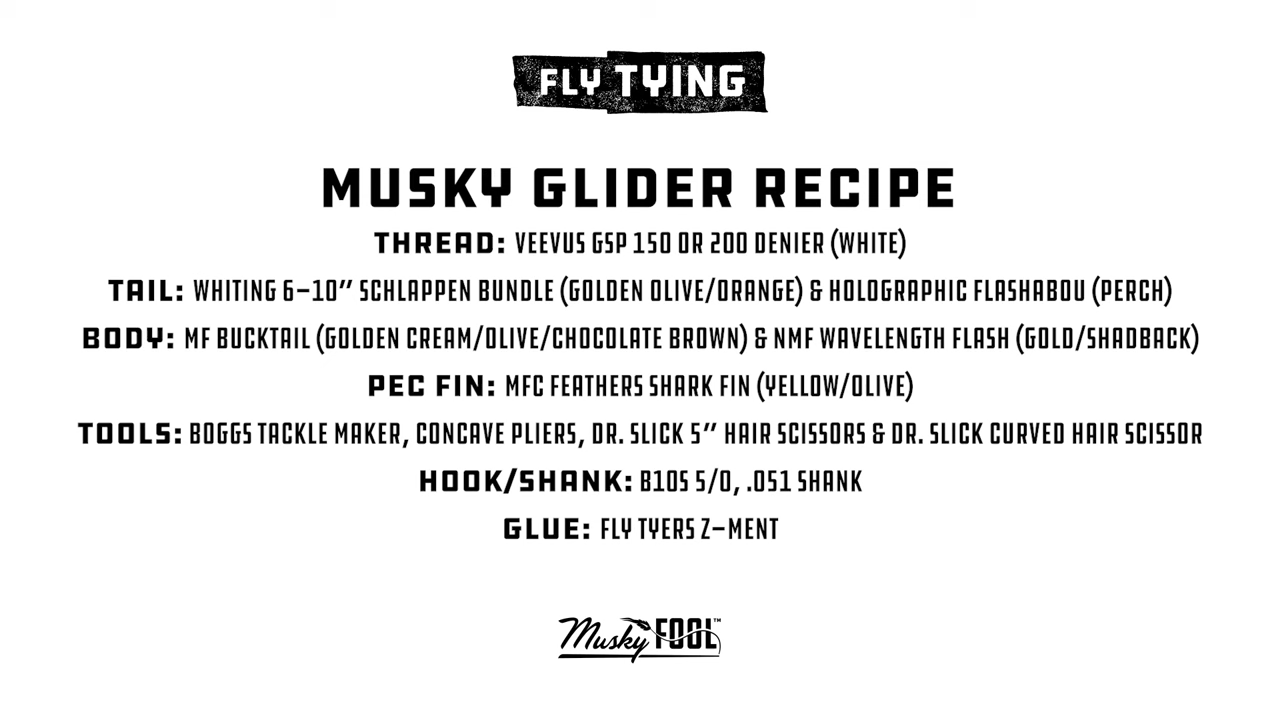 FLY TYING
MUSKY GLIDER RECIPE
THREAD: VEEVUS GSP 150 OR 200 DENIER (WHITE)
TAIL: WHITING 6-10" SCHLAPPEN BUNDLE (GOLDEN OLIVE/ORANGE) & HOLOGRAPHIC FLASHABOU (PERCH)
BODY: MF BUCKTAIL (GOLDEN CREAM/OLIVE/CHOCOLATE BROWN) & NMF WAVELENGTH FLASH (GOLD/SHADBACK)
PEC FIN: MFC FEATHERS SHARK FIN (YELLOW/OLIVE)
TOOLS: BOGGS TACKLE MAKER, CONCAVE PLIERS, DR. SLICK 5" HAIR SCISSORS & DR. SLICK CURVED HAIR SCISSOR
HOOK/SHANK: B10S 5/0, .051 SHANK
GLUE: FLY TYERS Z-MENT
Musky FOOL™